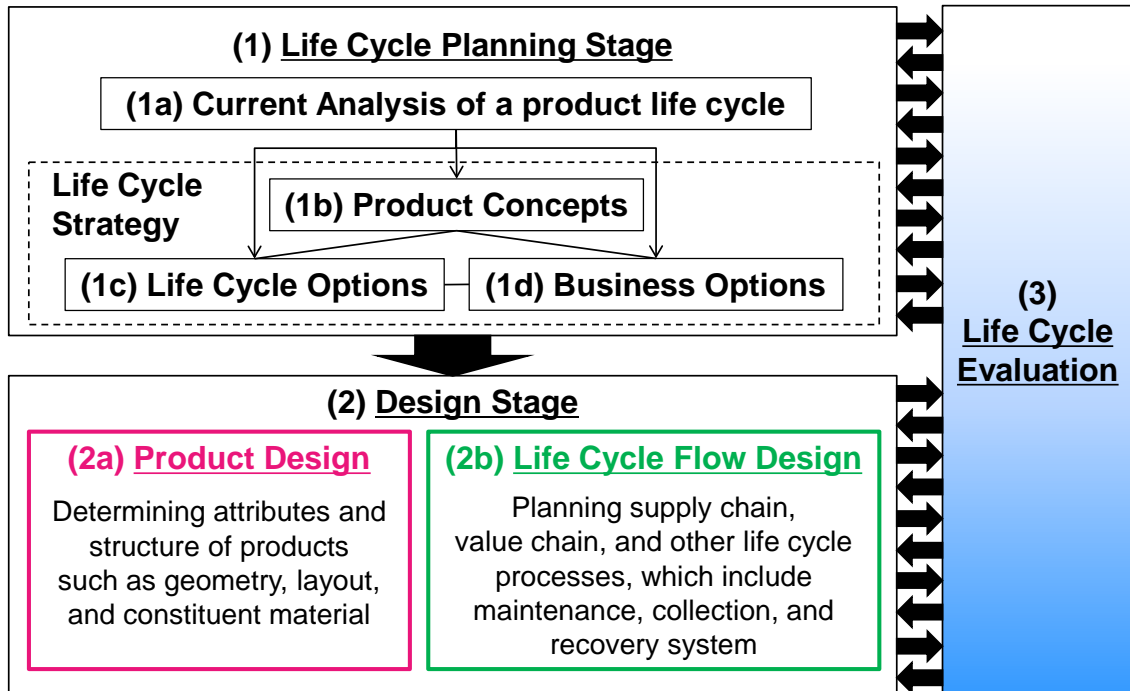 (1) Life Cycle Planning Stage
(1a) Current Analysis of a product life cycle
Life Cycle
Strategy
(1b) Product Concepts
(1c) Life Cycle Options
(1d) Business Options
(2) Design Stage
(2a) Product Design
Determining attributes and
structure of products
such as geometry, layout,
and constituent material
(2b) Life Cycle Flow Design
Planning supply chain,
value chain, and other life cycle
processes, which include
maintenance, collection, and
recovery system
(3)
Life Cycle
Evaluation